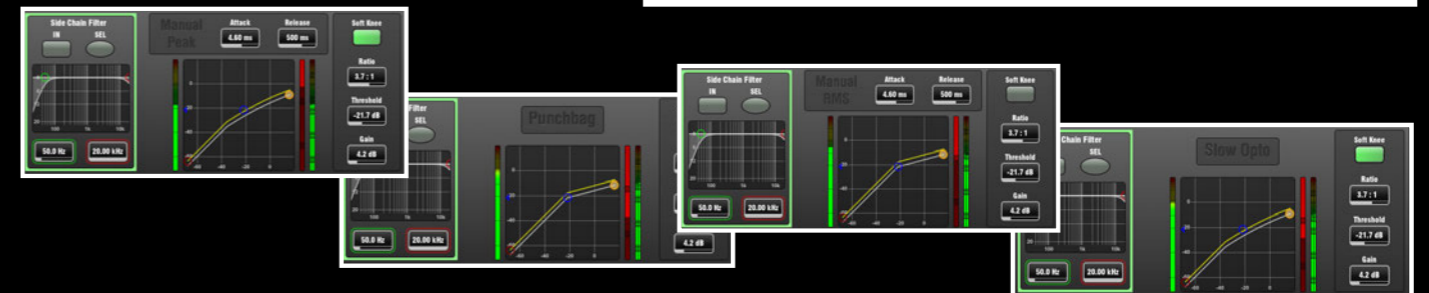 Side Chain Filter
IN SEL
100 1k 10k
50.0 Hz 20.00 kHz
Manual
Peak
Attack Release
4.60 ms 500 ms
Soft Knee
Ratio
3.7 : 1
Threshold
-21.7 dB
Gain
4.2 dB
Filter
SEL
50.0 Hz 20.00 kHz
Punchbag
4.2 dB
Side Chain Filter
IN SEL
50.0 Hz 20.00 kHz
Manual
RMS
Attack Release
4.60 ms 500 ms
Soft Knee
Ratio
3.7 : 1
Threshold
-21.7 dB
Gain
4.2 dB
Chain Filter
SEL
50.0 Hz 20.00 kHz
Slow Opto
Soft Knee
Ratio
3.7 : 1
Threshold
-21.7 dB
Gain
4.2 dB